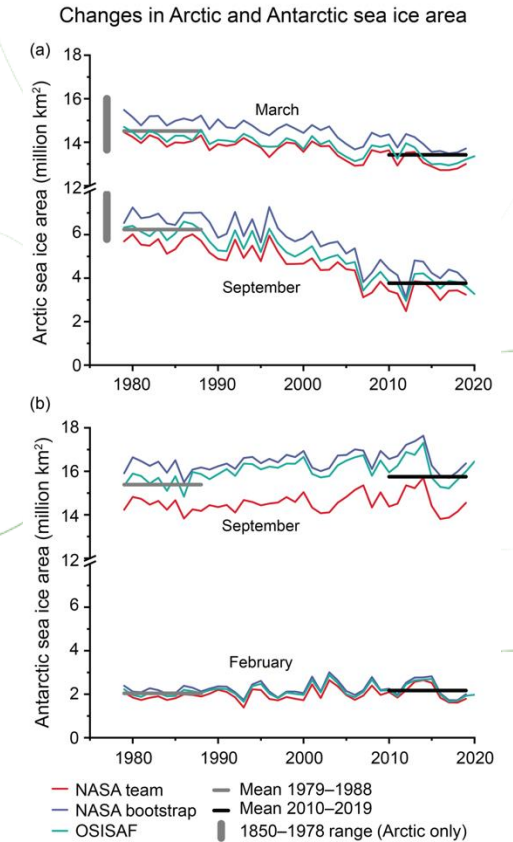 Changes in Arctic and Antarctic sea ice area
(a)
Arctic sea ice area (million km²)
18
16
14
12
6
4
2
0
March
September
1980
1990
2000
2010
2020
(b)
Antarctic sea ice area (million km²)
18
16
14
12
6
4
2
0
September
February
1980
1990
2000
2010
2020
NASA team
NASA bootstrap
OSISAF
Mean 1979–1988
Mean 2010–2019
1850–1978 range (Arctic only)